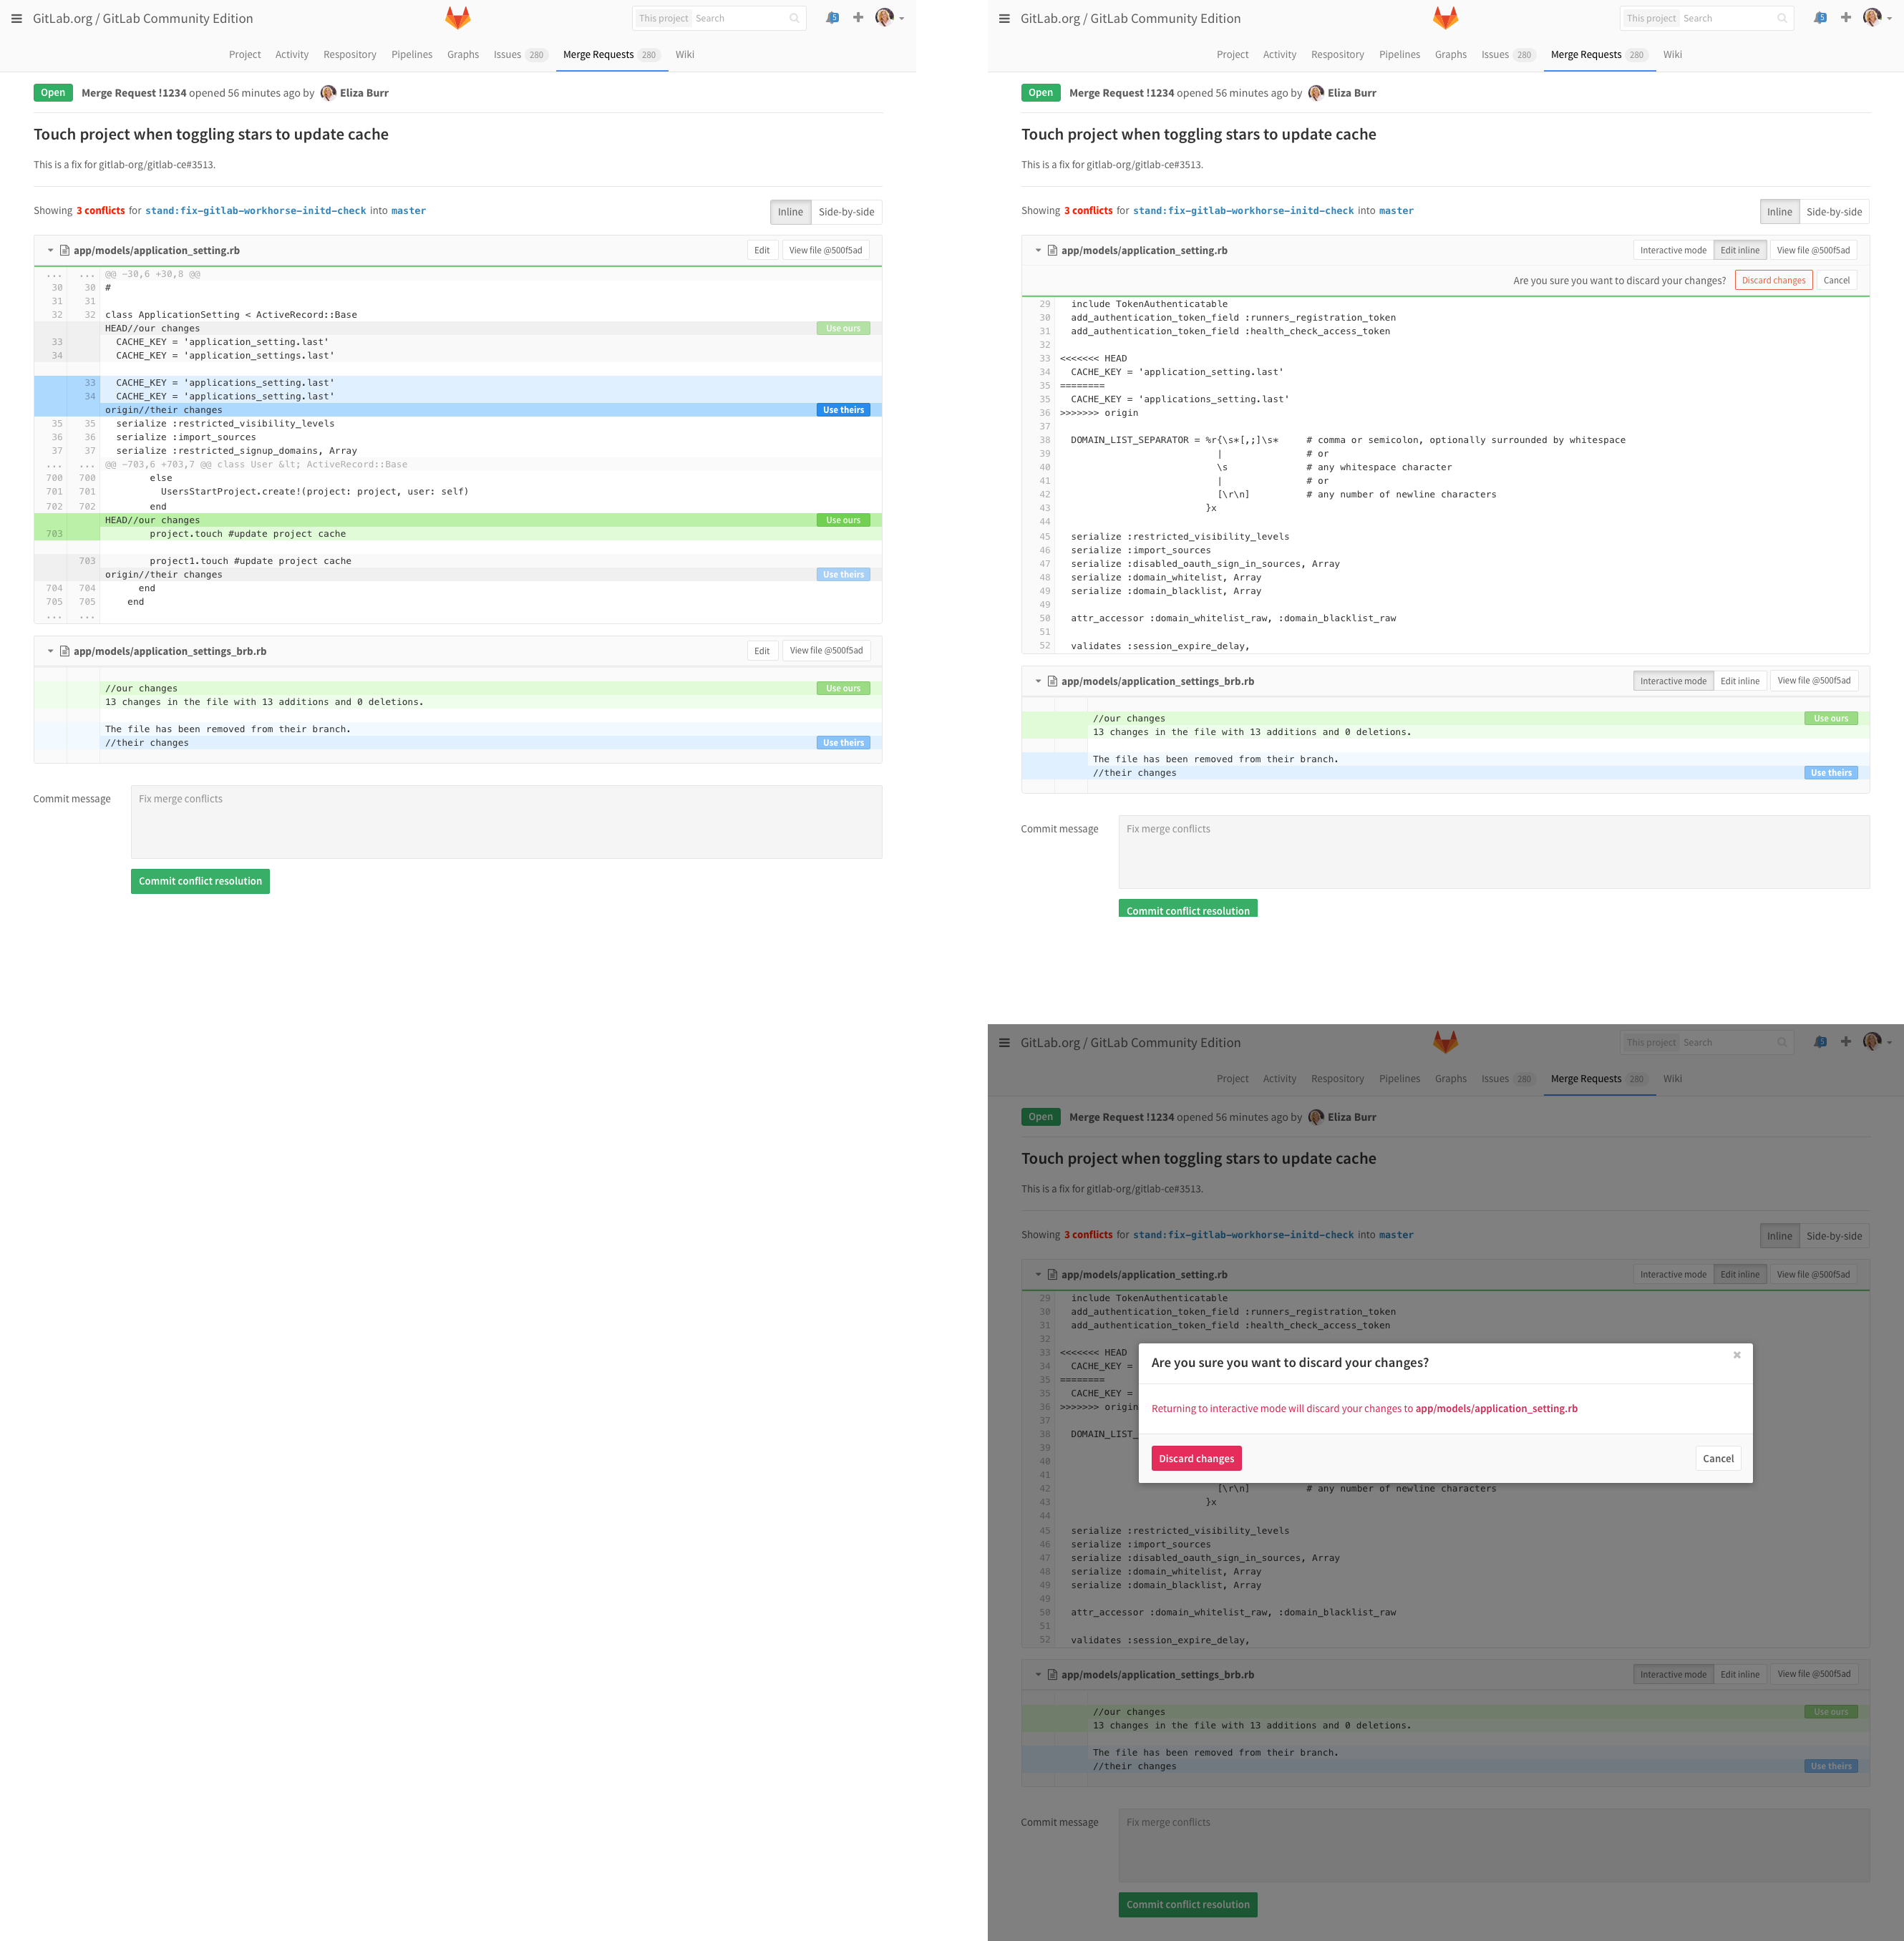 GitLab.org / GitLab Community Edition
This project Search
5
Project Activity Respository Pipelines Graphs Issues 280 Merge Requests 280 Wiki
Open Merge Request !1234 opened 56 minutes ago by Eliza Burr
Touch project when toggling stars to update cache
This is a fix for gitlab-org/gitlab-ce#3513.
Showing 3 conflicts for stand:fix-gitlab-workhorse-initd-check into master
Inline Side-by-side
app/models/application_setting.rb Edit View file @500f5ad
... ... @@ -30,6 +30,8 @@
30 30 #
31 31
32 32 class ApplicationSetting < ActiveRecord::Base
HEAD//our changes Use ours
33 CACHE_KEY = 'application_setting.last'
34 CACHE_KEY = 'application_settings.last'
33 CACHE_KEY = 'applications_setting.last'
34 CACHE_KEY = 'applications_setting.last'
origin//their changes Use theirs
35 35 serialize :restricted_visibility_levels
36 36 serialize :import_sources
37 37 serialize :restricted_signup_domains, Array
... ... @@ -703,6 +703,7 @@ class User &lt; ActiveRecord::Base
700 700 else
701 701 UsersStartProject.create!(project: project, user: self)
702 702 end
HEAD//our changes Use ours
703 project.touch #update project cache
703 project1.touch #update project cache
origin//their changes Use theirs
704 704 end
705 705 end
... ...
app/models/application_settings_brb.rb Edit View file @500f5ad
//our changes Use ours
13 changes in the file with 13 additions and 0 deletions.
The file has been removed from their branch.
//their changes Use theirs
Commit message Fix merge conflicts
Commit conflict resolution
GitLab.org / GitLab Community Edition
This project Search
5
Project Activity Respository Pipelines Graphs Issues 280 Merge Requests 280 Wiki
Open Merge Request !1234 opened 56 minutes ago by Eliza Burr
Touch project when toggling stars to update cache
This is a fix for gitlab-org/gitlab-ce#3513.
Showing 3 conflicts for stand:fix-gitlab-workhorse-initd-check into master
Inline Side-by-side
app/models/application_setting.rb Interactive mode Edit inline View file @500f5ad
Are you sure you want to discard your changes? Discard changes Cancel
29 include TokenAuthenticatable
30 add_authentication_token_field :runners_registration_token
31 add_authentication_token_field :health_check_access_token
32
33 <<<<<<< HEAD
34 CACHE_KEY = 'application_setting.last'
35 ========
35 CACHE_KEY = 'applications_setting.last'
36 >>>>>>> origin
37
38 DOMAIN_LIST_SEPARATOR = %r{\s*[,;]\s* # comma or semicolon, optionally surrounded by whitespace
39 | # or
40 \s # any whitespace character
41 | # or
42 [\r\n] # any number of newline characters
43 }x
44
45 serialize :restricted_visibility_levels
46 serialize :import_sources
47 serialize :disabled_oauth_sign_in_sources, Array
48 serialize :domain_whitelist, Array
49 serialize :domain_blacklist, Array
49
50 attr_accessor :domain_whitelist_raw, :domain_blacklist_raw
51
52 validates :session_expire_delay,
app/models/application_settings_brb.rb Interactive mode Edit inline View file @500f5ad
//our changes Use ours
13 changes in the file with 13 additions and 0 deletions.
The file has been removed from their branch.
//their changes Use theirs
Commit message Fix merge conflicts
Commit conflict resolution
GitLab.org / GitLab Community Edition
This project Search
5
Project Activity Respository Pipelines Graphs Issues 280 Merge Requests 280 Wiki
Open Merge Request !1234 opened 56 minutes ago by Eliza Burr
Touch project when toggling stars to update cache
This is a fix for gitlab-org/gitlab-ce#3513.
Showing 3 conflicts for stand:fix-gitlab-workhorse-initd-check into master
Inline Side-by-side
app/models/application_setting.rb Interactive mode Edit inline View file @500f5ad
29 include TokenAuthenticatable
30 add_authentication_token_field :runners_registration_token
31 add_authentication_token_field :health_check_access_token
32
33 <<<<<<< HEAD
34 CACHE_KEY =
35 ========
35 CACHE_KEY =
36 >>>>>>> origin
37
38 DOMAIN_LIST_
39
40
41
Are you sure you want to discard your changes?
Returning to interactive mode will discard your changes to app/models/application_setting.rb
Discard changes Cancel
42 [\r\n] # any number of newline characters
43 }x
44
45 serialize :restricted_visibility_levels
46 serialize :import_sources
47 serialize :disabled_oauth_sign_in_sources, Array
48 serialize :domain_whitelist, Array
49 serialize :domain_blacklist, Array
49
50 attr_accessor :domain_whitelist_raw, :domain_blacklist_raw
51
52 validates :session_expire_delay,
app/models/application_settings_brb.rb Interactive mode Edit inline View file @500f5ad
//our changes Use ours
13 changes in the file with 13 additions and 0 deletions.
The file has been removed from their branch.
//their changes Use theirs
Commit message Fix merge conflicts
Commit conflict resolution